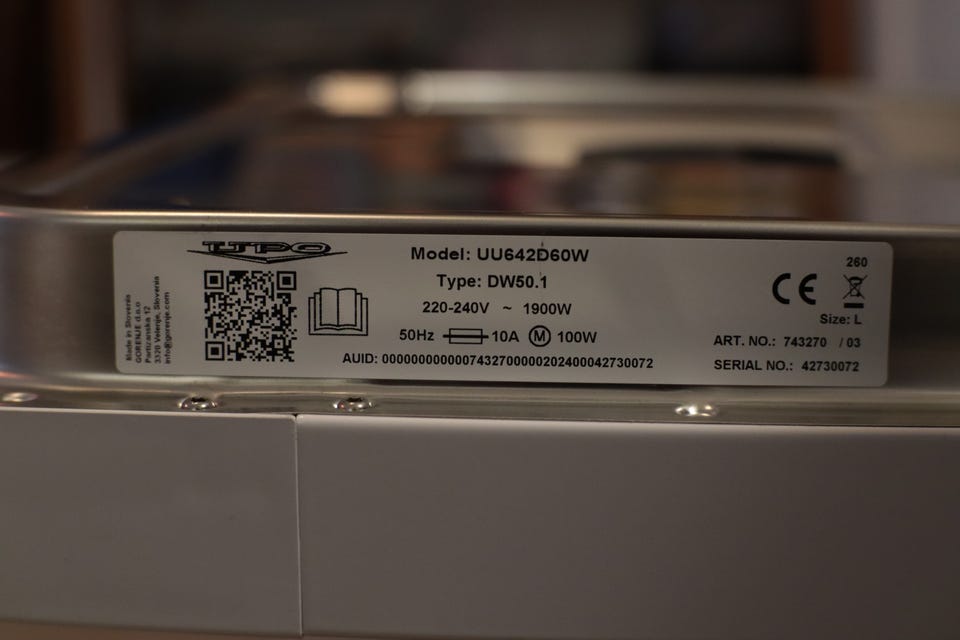 UPO
Made in Slovenia
GORENJE d.o.o
Partizanska 12
3320 Velenje, Slovenia
info@gorenje.com
Model: UU642D60W
Type: DW50.1
220-240V ~ 1900W
50Hz 10A M 100W
AUID: 0000000000007432700000202400042730072
260
CE
Size: L
ART. NO.: 743270 / 03
SERIAL NO.: 42730072